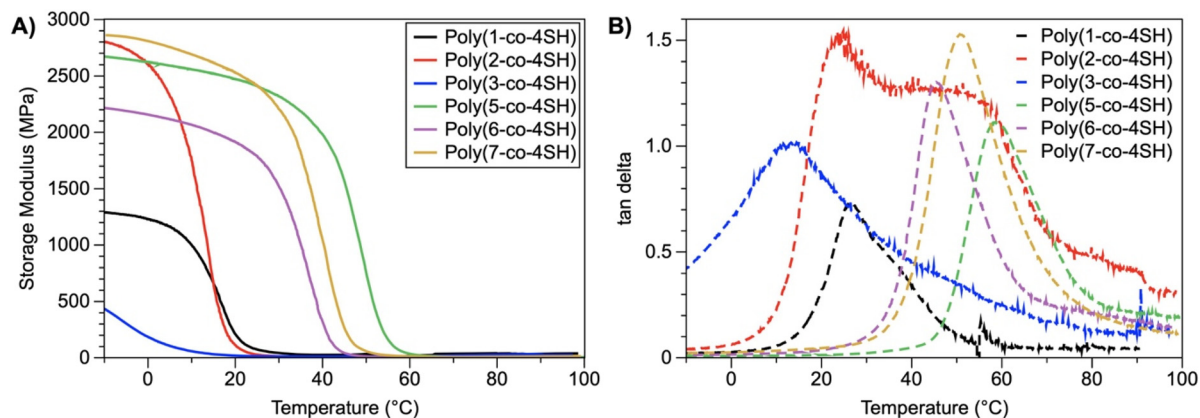 A)
3000
2500
2000
1500
1000
500
0
Storage Modulus (MPa)
0
20
40
60
80
100
Temperature (°C)
Poly(1-co-4SH)
Poly(2-co-4SH)
Poly(3-co-4SH)
Poly(5-co-4SH)
Poly(6-co-4SH)
Poly(7-co-4SH)
B)
1.5
1.0
0.5
0
tan delta
0
20
40
60
80
100
Temperature (°C)
Poly(1-co-4SH)
Poly(2-co-4SH)
Poly(3-co-4SH)
Poly(5-co-4SH)
Poly(6-co-4SH)
Poly(7-co-4SH)